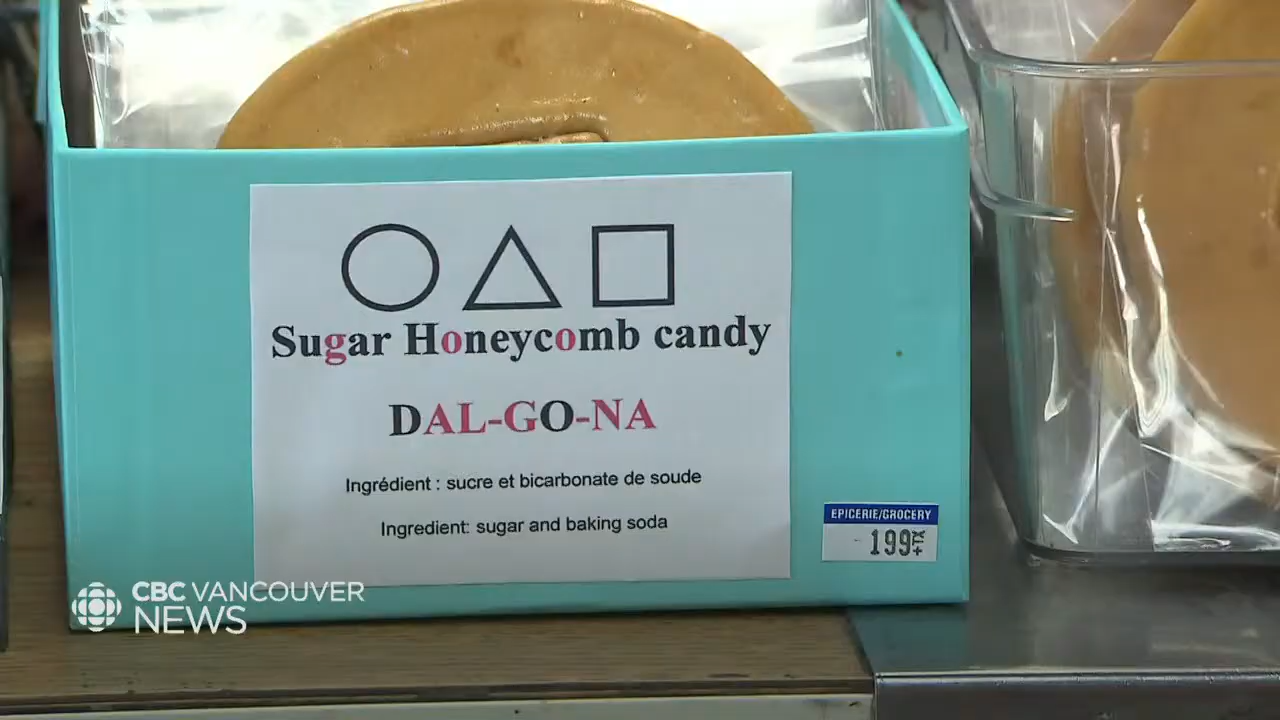 Sugar Honeycomb candy
DAL-GO-NA
Ingrédient : sucre et bicarbonate de soude
Ingredient: sugar and baking soda
EPICERIE/GROCERY
199
CBC VANCOUVER
NEWS